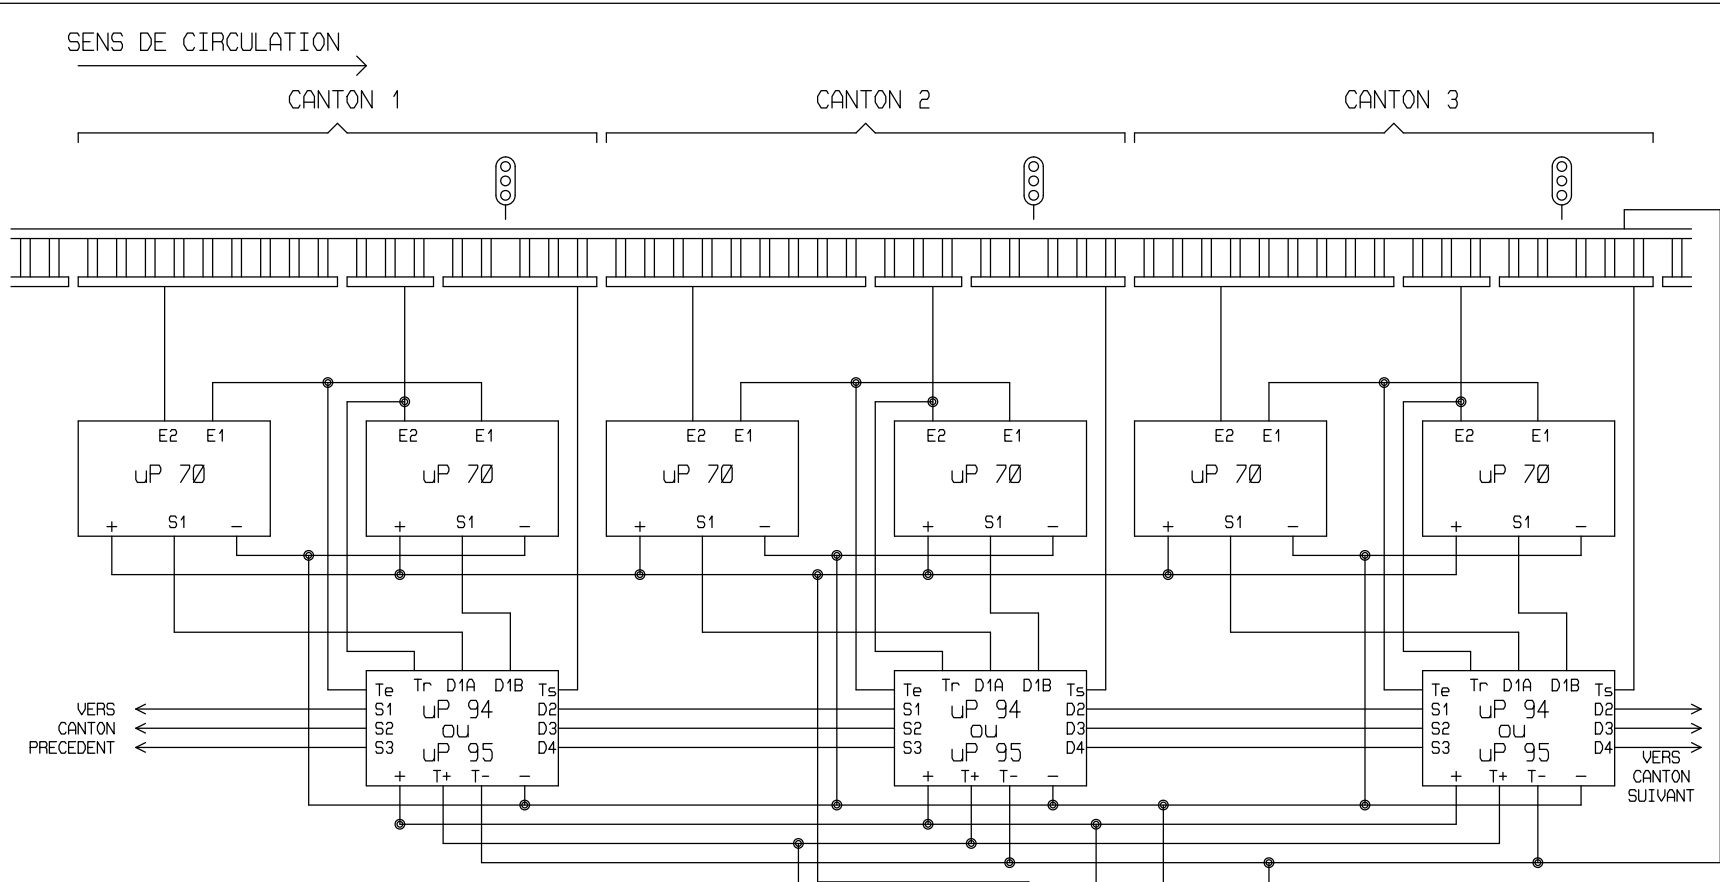 SENS DE CIRCULATION
CANTON 1 CANTON 2 CANTON 3
E2 E1 E2 E1 E2 E1 E2 E1 E2 E1 E2 E1
uP 70 uP 70 uP 70 uP 70 uP 70 uP 70
+ S1 - + S1 - + S1 - + S1 - + S1 - + S1 -
Te Tr D1A D1B Ts Te Tr D1A D1B Ts Te Tr D1A D1B Ts
VERS S1 uP 94 D2 S1 uP 94 D2 S1 uP 94 D2
CANTON S2 ou D3 S2 ou D3 S2 ou D3
PRECEDENT S3 uP 95 D4 S3 uP 95 D4 S3 uP 95 D4
+ T+ T- - + T+ T- - + T+ T- -
VERS
CANTON
SUIVANT